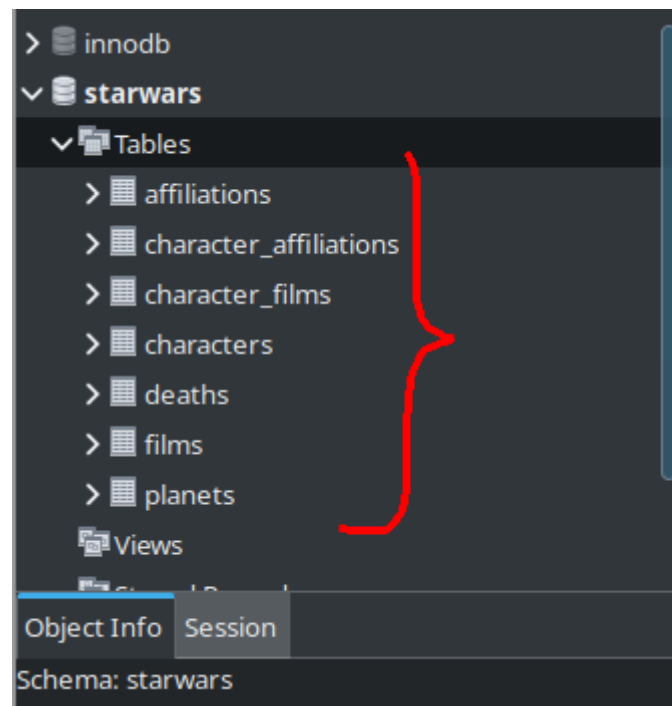 innodb
starwars
Tables
affiliations
character_affiliations
character_films
characters
deaths
films
planets
Views
Object Info Session
Schema: starwars